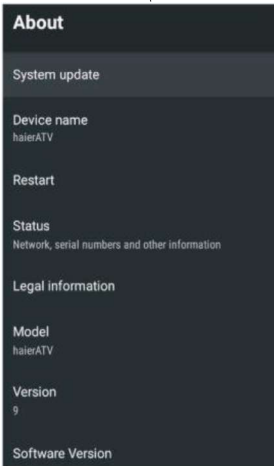 About
System update
Device name
haierATV
Restart
Status
Network, serial numbers and other information
Legal information
Model
haierATV
Version
9
Software Version